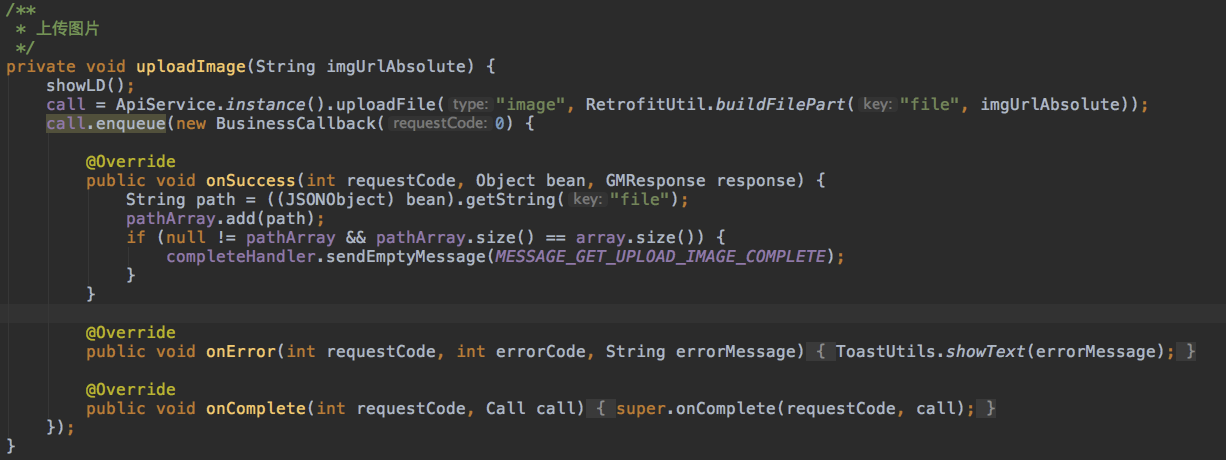 /**
 * 上传图片
 */
private void uploadImage(String imgUrlAbsolute) {
    showLD();
    call = ApiService.instance().uploadFile( type: "image", RetrofitUtil.buildFilePart( key: "file", imgUrlAbsolute));
    call.enqueue(new BusinessCallback( requestCode: 0) {

        @Override
        public void onSuccess(int requestCode, Object bean, GMResponse response) {
            String path = ((JSONObject) bean).getString( key: "file");
            pathArray.add(path);
            if (null != pathArray && pathArray.size() == array.size()) {
                completeHandler.sendEmptyMessage(MESSAGE_GET_UPLOAD_IMAGE_COMPLETE);
            }
        }

        @Override
        public void onError(int requestCode, int errorCode, String errorMessage) { ToastUtils.showText(errorMessage); }

        @Override
        public void onComplete(int requestCode, Call call) { super.onComplete(requestCode, call); }
    });
}